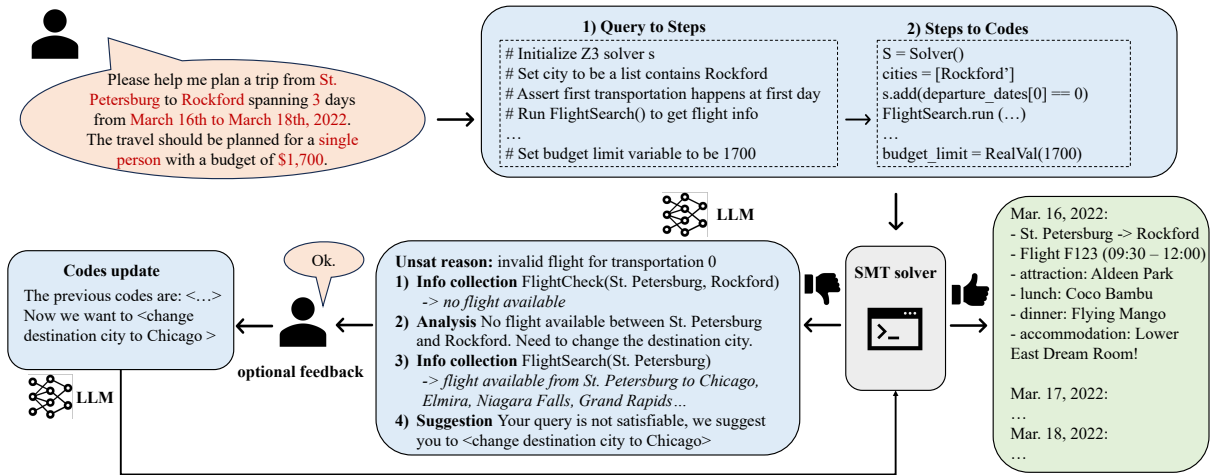 Please help me plan a trip from St.
Petersburg to Rockford spanning 3 days
from March 16th to March 18th, 2022.
The travel should be planned for a single
person with a budget of $1,700.
1) Query to Steps
# Initialize Z3 solver s
# Set city to be a list contains Rockford
# Assert first transportation happens at first day
# Run FlightSearch() to get flight info
…
# Set budget limit variable to be 1700
2) Steps to Codes
S = Solver()
cities = [Rockford’]
s.add(departure_dates[0] == 0)
FlightSearch.run (…)
…
budget_limit = RealVal(1700)
LLM
SMT solver
Mar. 16, 2022:
- St. Petersburg -> Rockford
- Flight F123 (09:30 – 12:00)
- attraction: Aldeen Park
- lunch: Coco Bambu
- dinner: Flying Mango
- accommodation: Lower
East Dream Room!
Mar. 17, 2022:
…
Mar. 18, 2022:
…
Unsat reason: invalid flight for transportation 0
1) Info collection FlightCheck(St. Petersburg, Rockford)
-> no flight available
2) Analysis No flight available between St. Petersburg
and Rockford. Need to change the destination city.
3) Info collection FlightSearch(St. Petersburg)
-> flight available from St. Petersburg to Chicago,
Elmira, Niagara Falls, Grand Rapids…
4) Suggestion Your query is not satisfiable, we suggest
you to <change destination city to Chicago>
Ok.
optional feedback
Codes update
The previous codes are: <…>
Now we want to <change
destination city to Chicago >
LLM